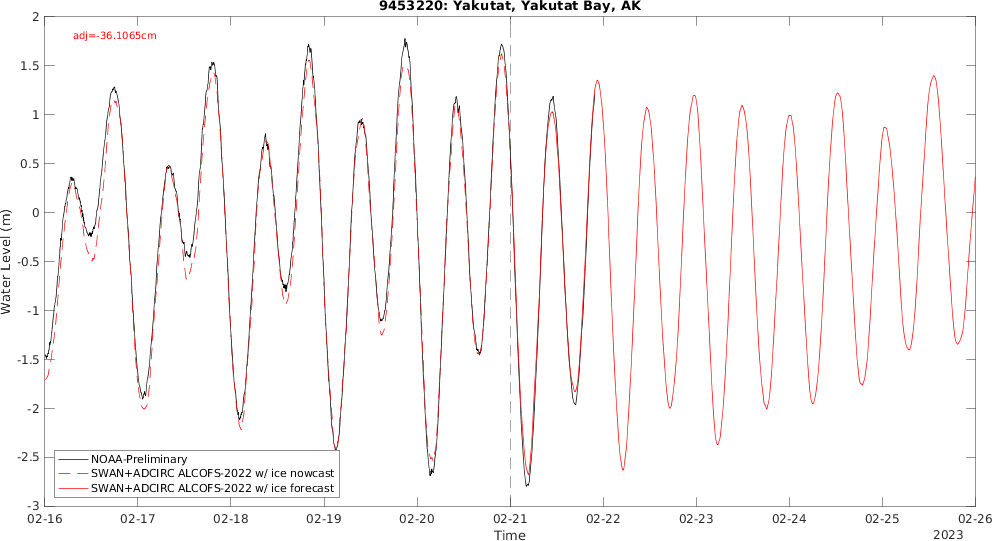 9453220: Yakutat, Yakutat Bay, AK
adj=-36.1065cm
Water Level (m)
2
1.5
1
0.5
0
-0.5
-1
-1.5
-2
-2.5
-3
NOAA-Preliminary
SWAN+ADCIRC ALCOFS-2022 w/ ice nowcast
SWAN+ADCIRC ALCOFS-2022 w/ ice forecast
02-16 02-17 02-18 02-19 02-20 02-21 02-22 02-23 02-24 02-25 02-26
Time
2023